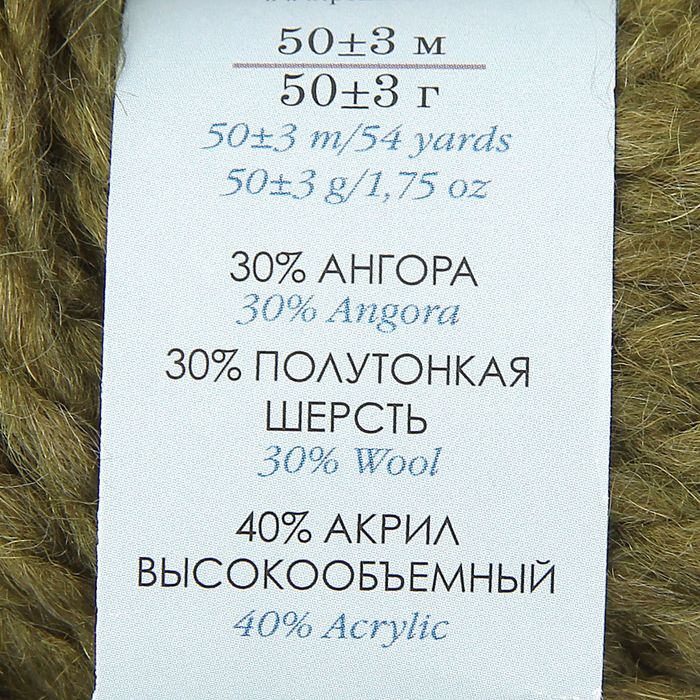 50±3 м
50±3 г
50±3 m/54 yards
50±3 g/1,75 oz
30% АНГОРА
30% Angora
30% ПОЛУТОНКАЯ
ШЕРСТЬ
30% Wool
40% АКРИЛ
ВЫСОКООБЪЕМНЫЙ
40% Acrylic